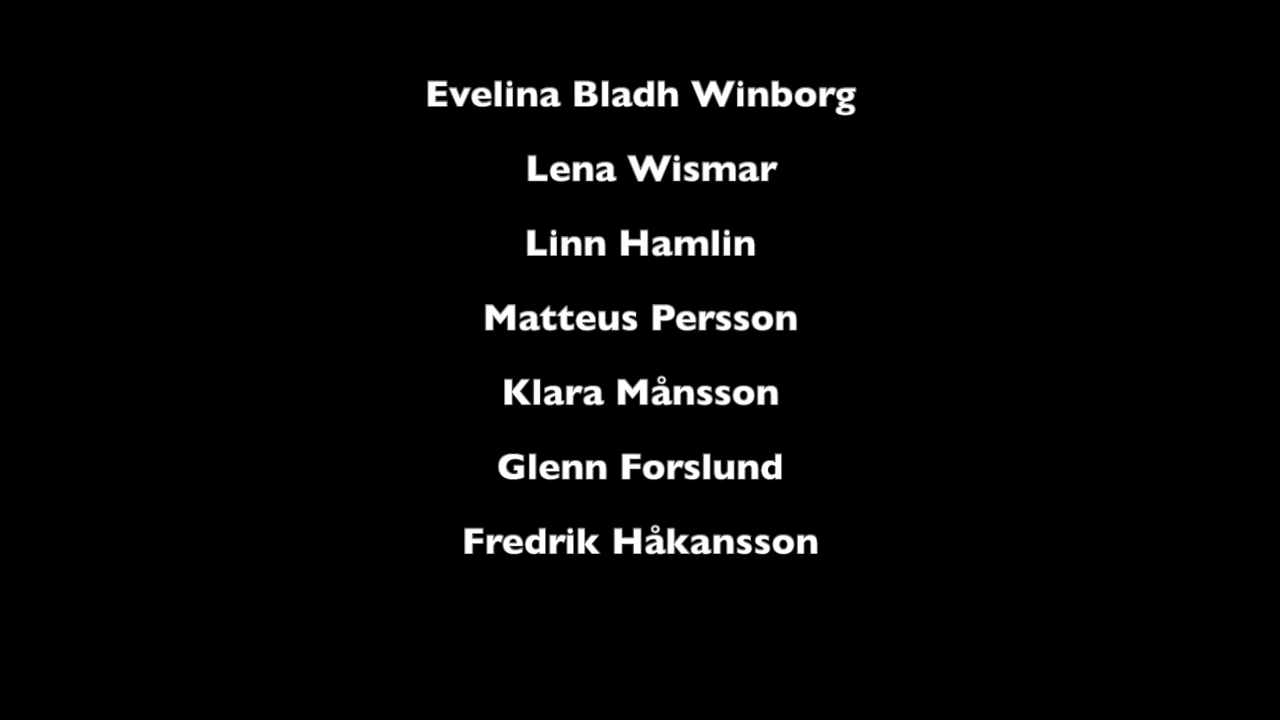 Evelina Bladh Winborg
Lena Wismar
Linn Hamlin
Matteus Persson
Klara Månsson
Glenn Forslund
Fredrik Håkansson